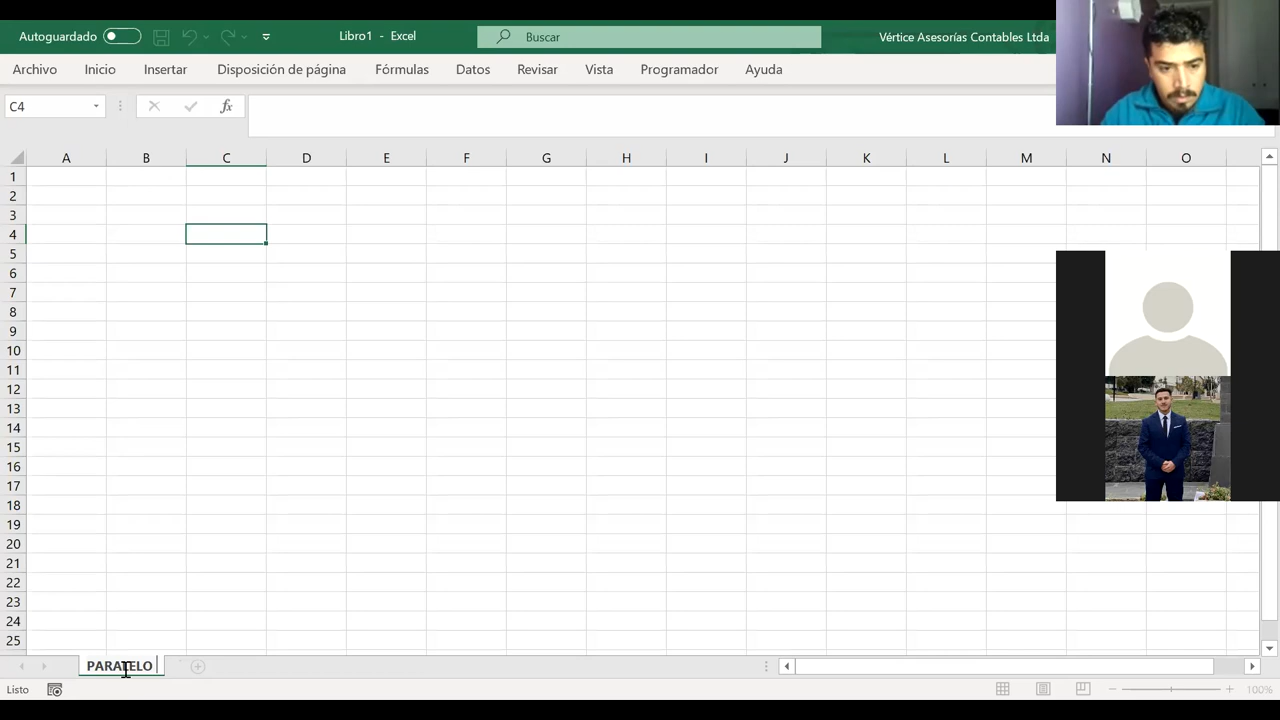 Autoguardado
Libro1 - Excel
Buscar
Vértice Asesorías Contables Ltda
Archivo Inicio Insertar Disposición de página Fórmulas Datos Revisar Vista Programador Ayuda
C4
fx
A B C D E F G H I J K L M N O
1
2
3
4
5
6
7
8
9
10
11
12
13
14
15
16
17
18
19
20
21
22
23
24
25
Listo
100%